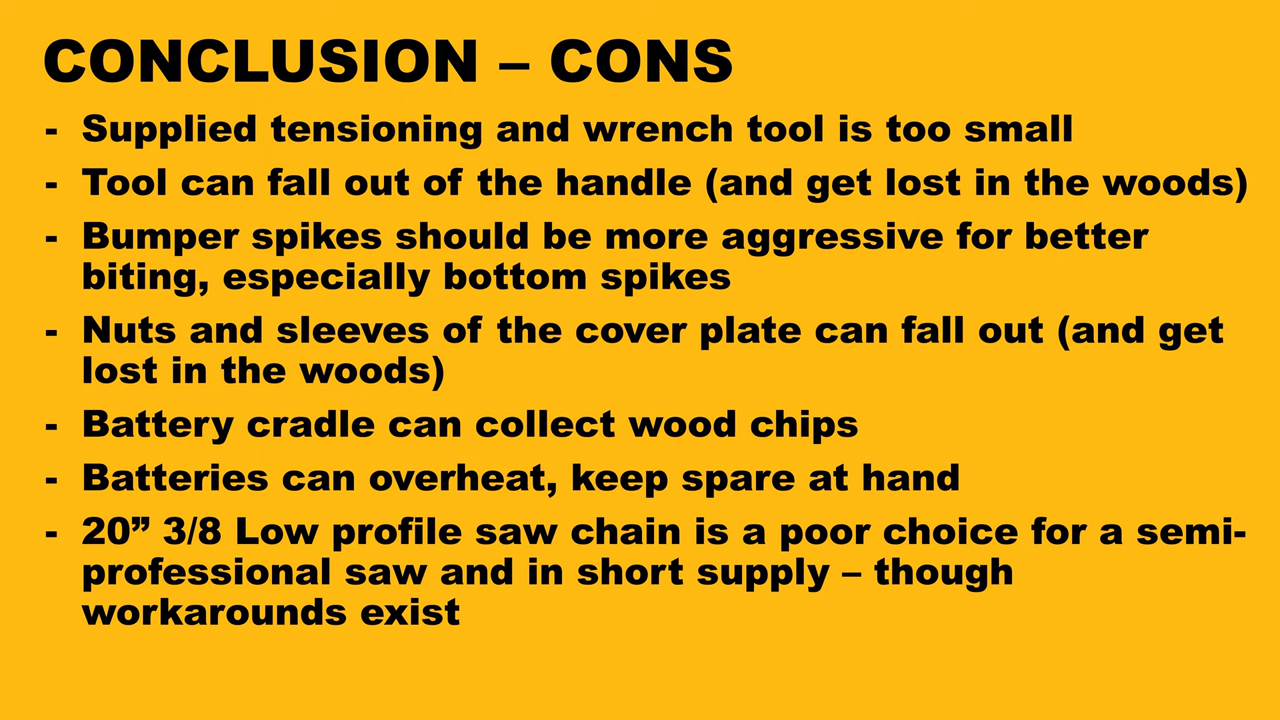 CONCLUSION – CONS
- Supplied tensioning and wrench tool is too small
- Tool can fall out of the handle (and get lost in the woods)
- Bumper spikes should be more aggressive for better
biting, especially bottom spikes
- Nuts and sleeves of the cover plate can fall out (and get
lost in the woods)
- Battery cradle can collect wood chips
- Batteries can overheat, keep spare at hand
- 20” 3/8 Low profile saw chain is a poor choice for a semi-
professional saw and in short supply – though
workarounds exist